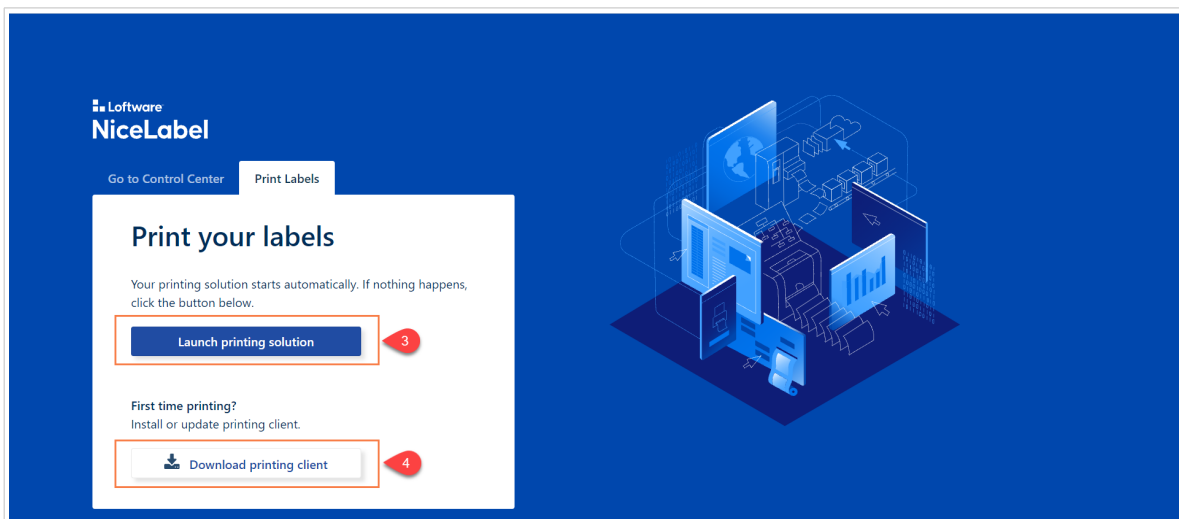 Loftware
NiceLabel
Go to Control Center
Print Labels
Print your labels
Your printing solution starts automatically. If nothing happens,
click the button below.
Launch printing solution
3
First time printing?
Install or update printing client.
Download printing client
4